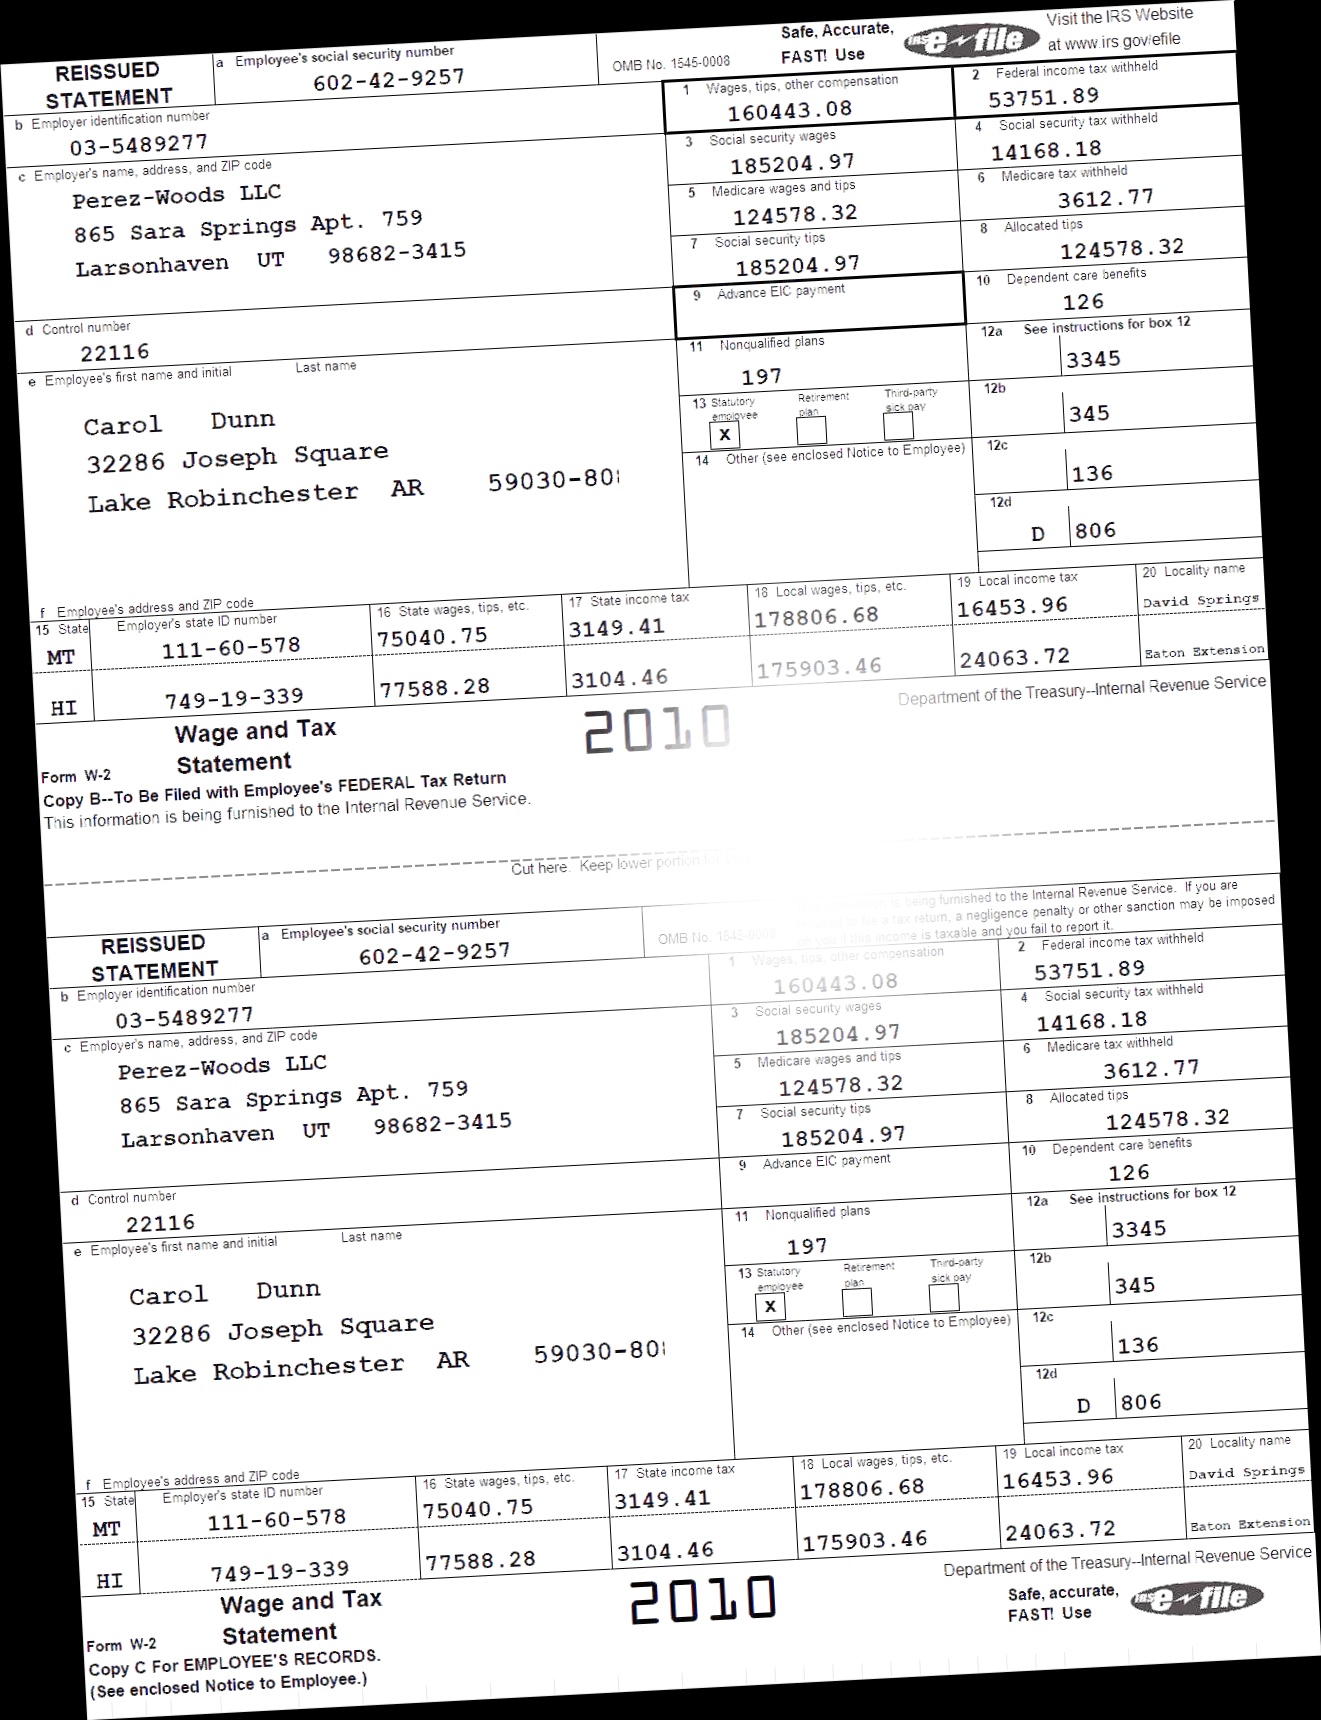 Safe, Accurate,
FAST! Use
IRS e~file
Visit the IRS Website
at www.irs.gov/efile
REISSUED
STATEMENT
a Employee's social security number
602-42-9257
OMB No. 1545-0008
1 Wages, tips, other compensation
160443.08
2 Federal income tax withheld
53751.89
b Employer identification number
03-5489277
3 Social security wages
185204.97
4 Social security tax withheld
14168.18
c Employer's name, address, and ZIP code
Perez-Woods LLC
865 Sara Springs Apt. 759
Larsonhaven UT 98682-3415
5 Medicare wages and tips
124578.32
6 Medicare tax withheld
3612.77
7 Social security tips
185204.97
8 Allocated tips
124578.32
d Control number
22116
9 Advance EIC payment
10 Dependent care benefits
126
e Employee's first name and initial Last name
Carol Dunn
32286 Joseph Square
Lake Robinchester AR 59030-80
11 Nonqualified plans
197
12a See instructions for box 12
3345
13 Statutory employee
X
Retirement plan
Third-party sick pay
12b
345
14 Other (see enclosed Notice to Employee)
12c
136
12d
D 806
f Employee's address and ZIP code
15 State Employer's state ID number
16 State wages, tips, etc.
17 State income tax
18 Local wages, tips, etc.
19 Local income tax
20 Locality name
MT 111-60-578 75040.75 3149.41 178806.68 16453.96 David Springs
HI 749-19-339 77588.28 3104.46 175903.46 24063.72 Eaton Extension
Form W-2
Wage and Tax
Statement
2010
Department of the Treasury--Internal Revenue Service
Copy B--To Be Filed with Employee's FEDERAL Tax Return
This information is being furnished to the Internal Revenue Service.
Cut here. Keep lower portion for
being furnished to the Internal Revenue Service. If you are
a tax return, a negligence penalty or other sanction may be imposed
on you if this income is taxable and you fail to report it.
REISSUED
STATEMENT
a Employee's social security number
602-42-9257
OMB No. 1545-0008
1 Wages, tips, other compensation
160443.08
2 Federal income tax withheld
53751.89
b Employer identification number
03-5489277
3 Social security wages
185204.97
4 Social security tax withheld
14168.18
c Employer's name, address, and ZIP code
Perez-Woods LLC
865 Sara Springs Apt. 759
Larsonhaven UT 98682-3415
5 Medicare wages and tips
124578.32
6 Medicare tax withheld
3612.77
7 Social security tips
185204.97
8 Allocated tips
124578.32
d Control number
22116
9 Advance EIC payment
10 Dependent care benefits
126
e Employee's first name and initial Last name
Carol Dunn
32286 Joseph Square
Lake Robinchester AR 59030-80
11 Nonqualified plans
197
12a See instructions for box 12
3345
13 Statutory employee
X
Retirement plan
Third-party sick pay
12b
345
14 Other (see enclosed Notice to Employee)
12c
136
12d
D 806
f Employee's address and ZIP code
15 State Employer's state ID number
16 State wages, tips, etc.
17 State income tax
18 Local wages, tips, etc.
19 Local income tax
20 Locality name
MT 111-60-578 75040.75 3149.41 178806.68 16453.96 David Springs
HI 749-19-339 77588.28 3104.46 175903.46 24063.72 Eaton Extension
Form W-2
Wage and Tax
Statement
2010
Department of the Treasury--Internal Revenue Service
Safe, accurate,
FAST! Use
IRS e~file
Copy C For EMPLOYEE'S RECORDS.
(See enclosed Notice to Employee.)